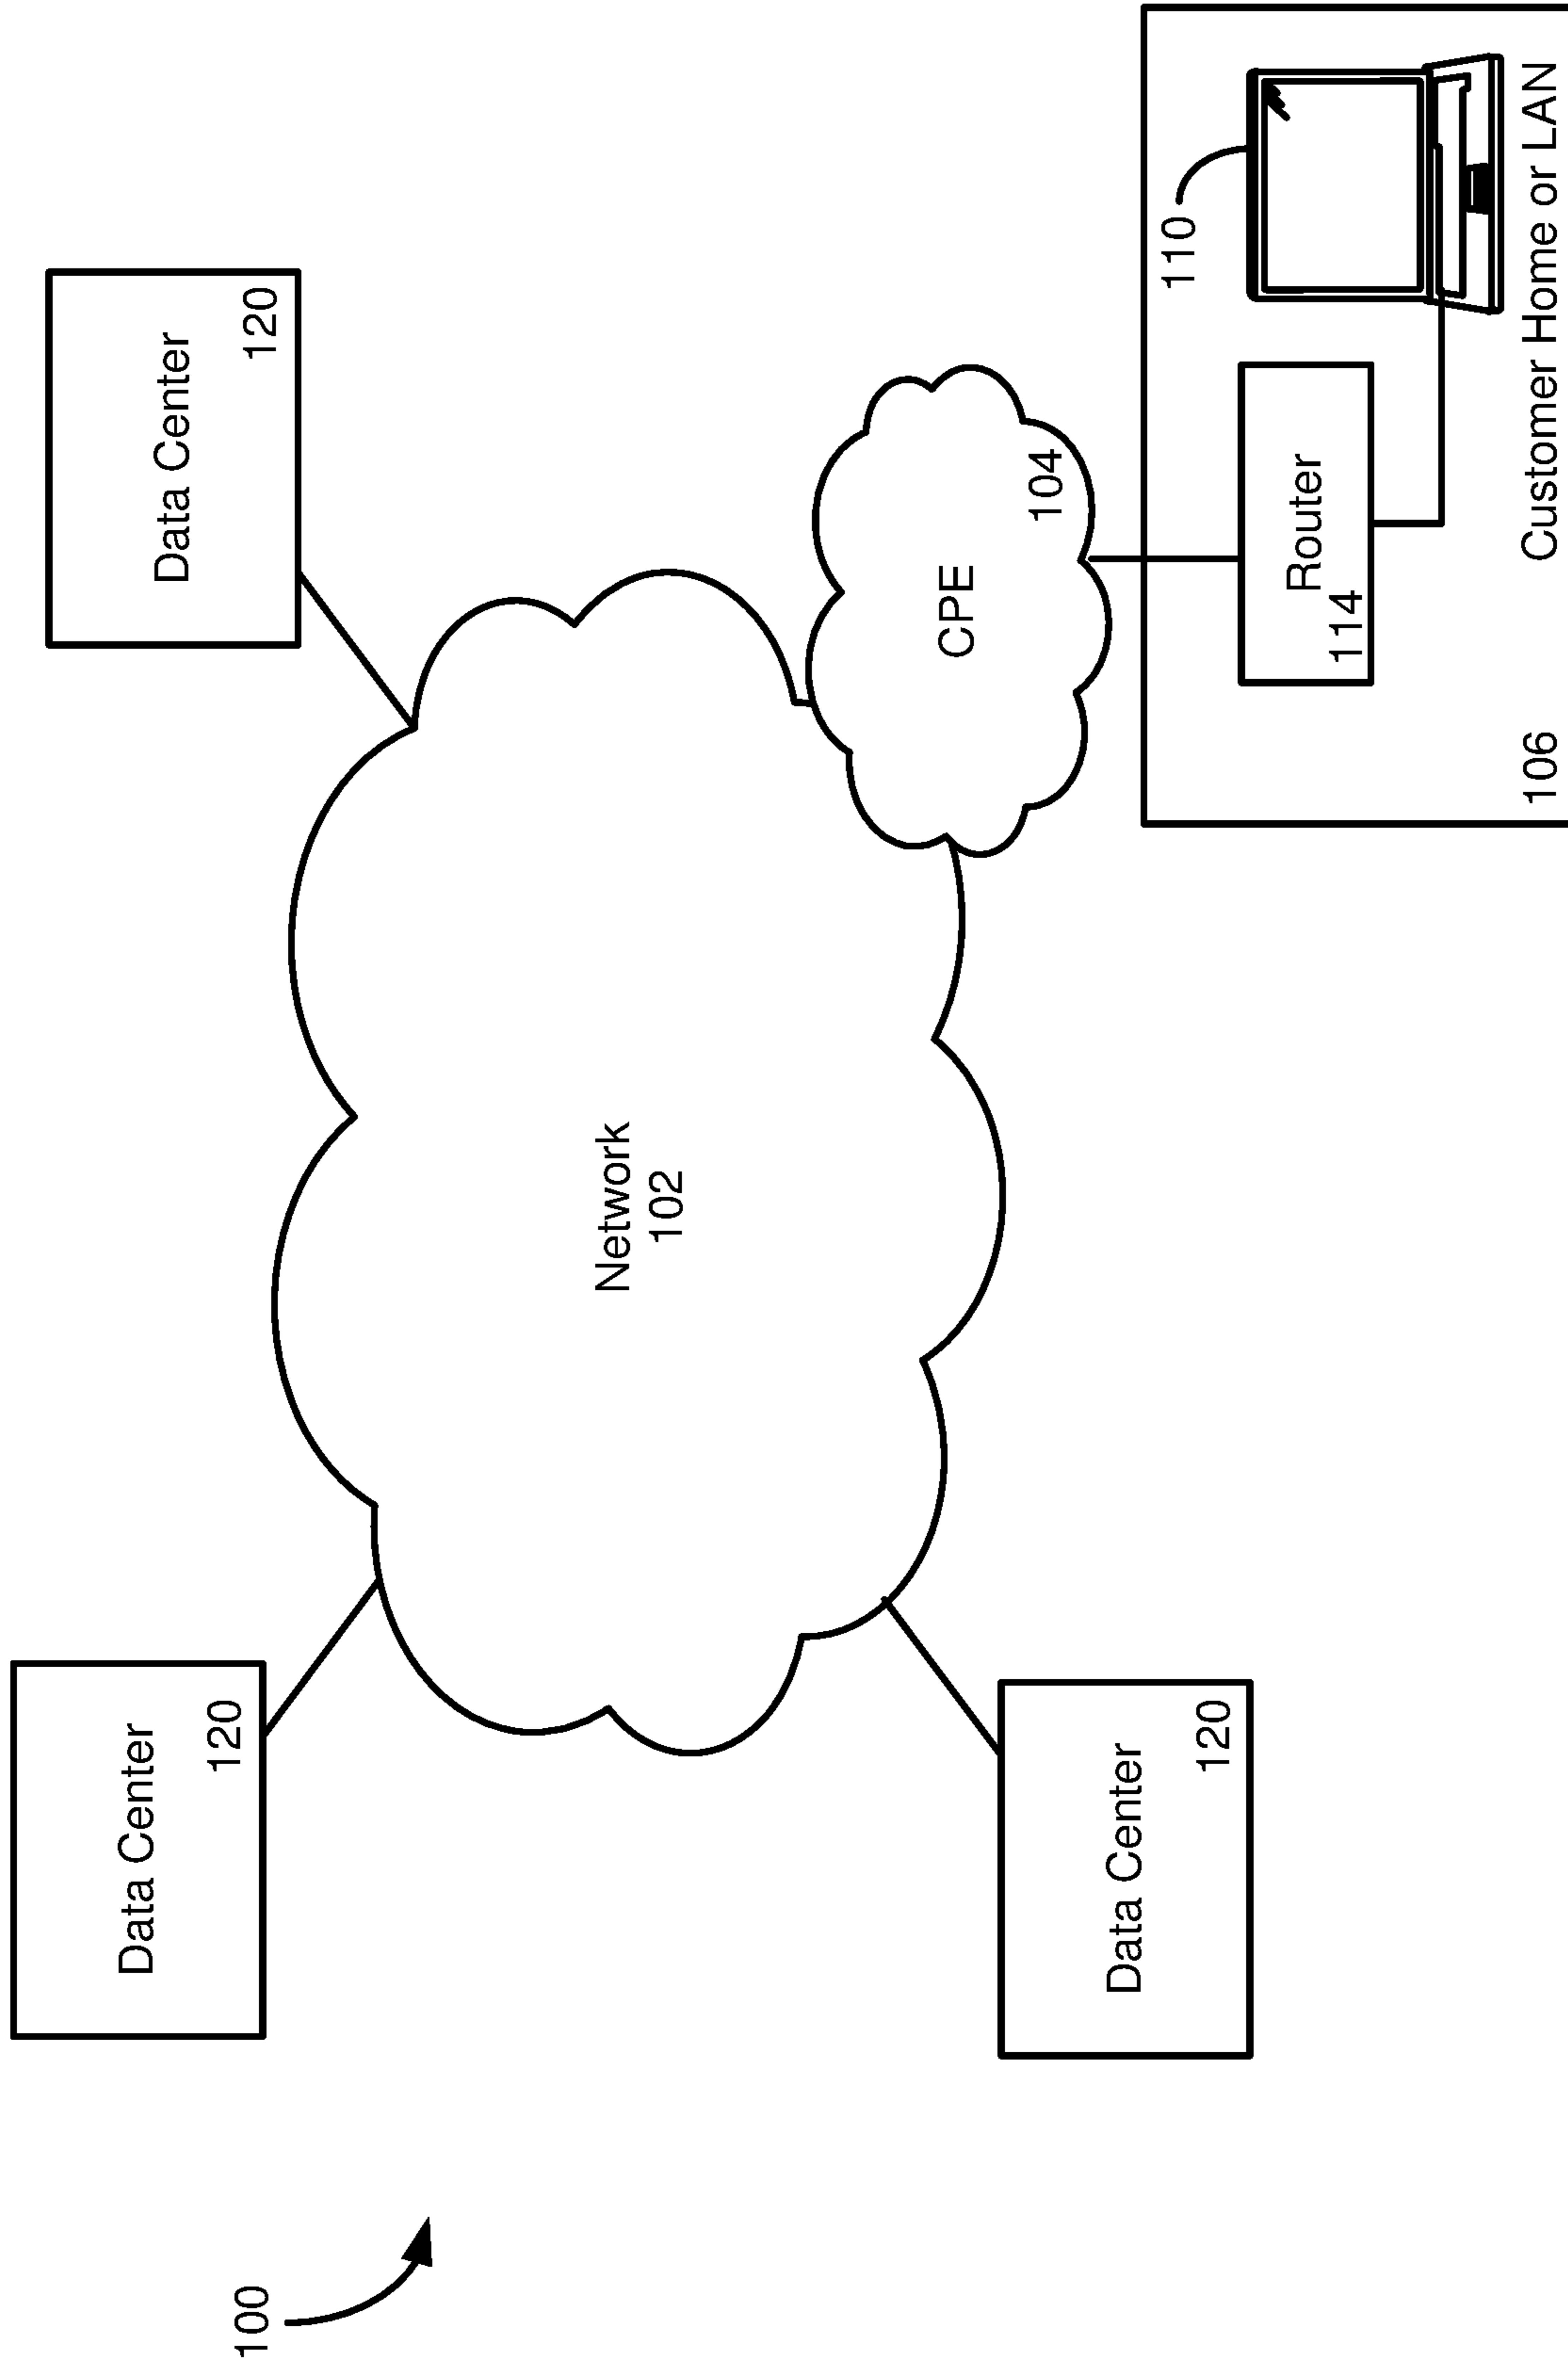 100
Data Center
120
Data Center
120
Network
102
Data Center
120
CPE
104
110
Router
114
106
Customer Home or LAN